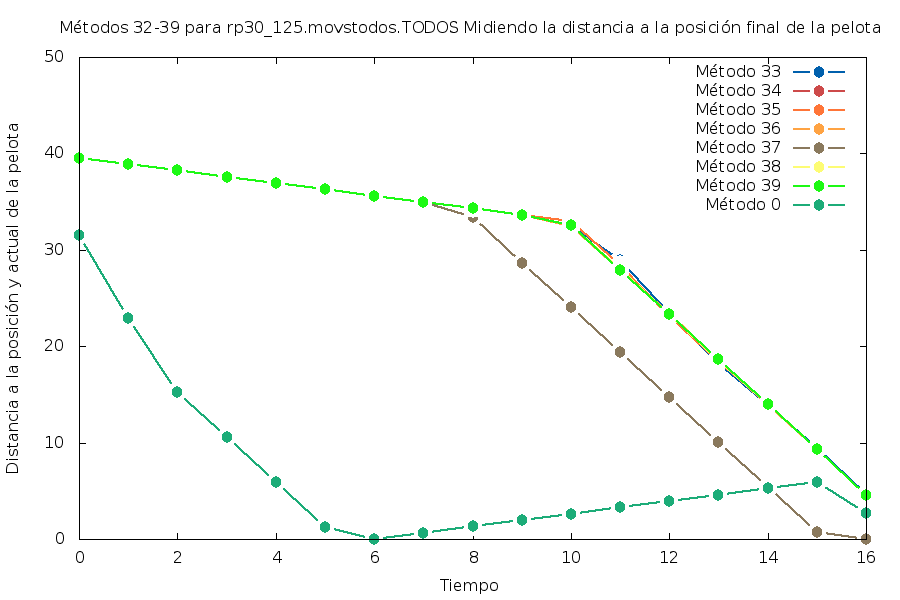 Métodos 32-39 para rp30_125.movstodos.TODOS Midiendo la distancia a la posición final de la pelota
Distancia a la posición y actual de la pelota
50
40
30
20
10
0
Método 33
Método 34
Método 35
Método 36
Método 37
Método 38
Método 39
Método 0
0 2 4 6 8 10 12 14 16
Tiempo